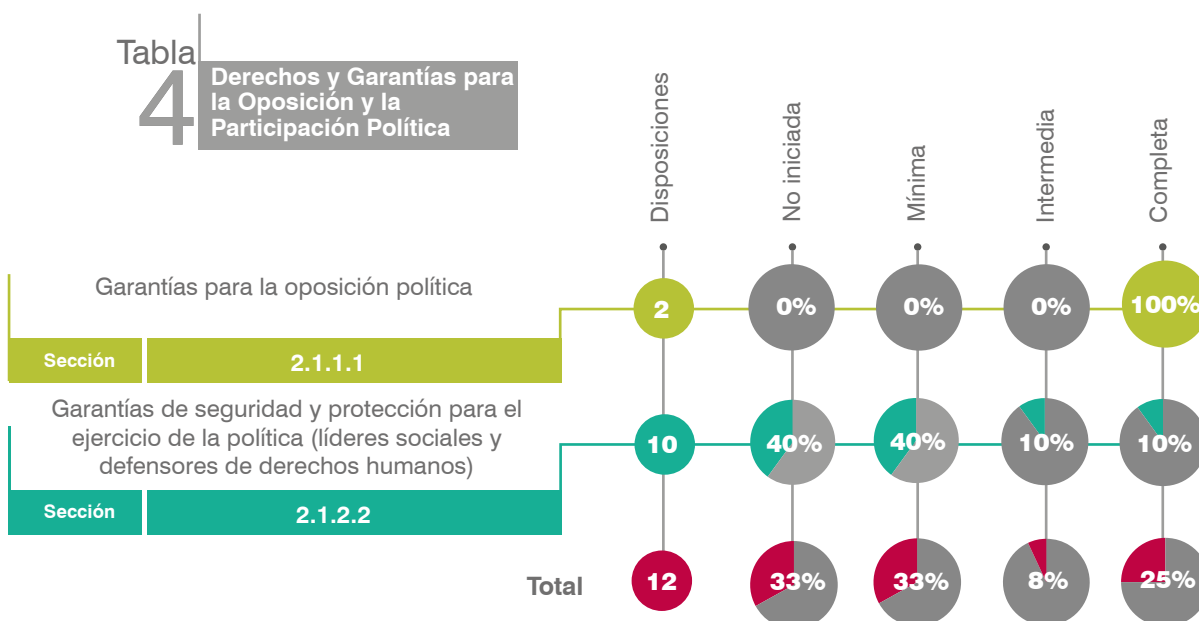 Tabla
4
Derechos y Garantías para
la Oposición y la
Participación Política
Disposiciones
No iniciada
Mínima
Intermedia
Completa
Garantías para la oposición política
2
0%
0%
0%
100%
Sección
2.1.1.1
Garantías de seguridad y protección para el
ejercicio de la política (líderes sociales y
defensores de derechos humanos)
10
40%
40%
10%
10%
Sección
2.1.2.2
Total
12
33%
33%
8%
25%